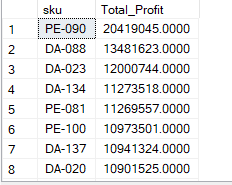 sku Total_Profit
1 PE-090 20419045.0000
2 DA-088 13481623.0000
3 DA-023 12000744.0000
4 DA-134 11273518.0000
5 PE-081 11269557.0000
6 PE-100 10973501.0000
7 DA-137 10941324.0000
8 DA-020 10901525.0000